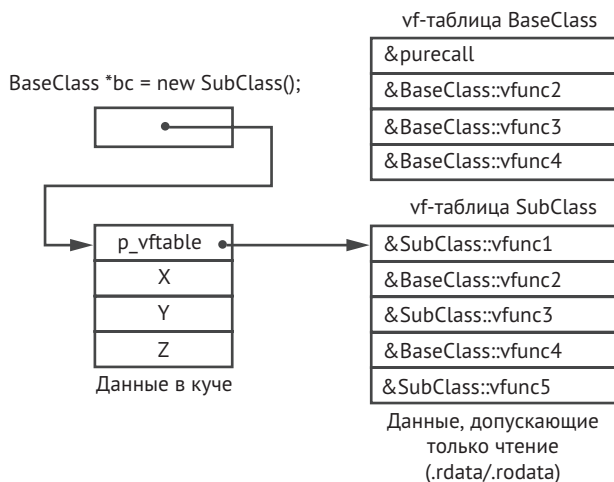 vf-таблица BaseClass
&purecall
&BaseClass::vfunc2
&BaseClass::vfunc3
&BaseClass::vfunc4
BaseClass *bc = new SubClass();
vf-таблица SubClass
p_vftable
X
Y
Z
Данные в куче
&SubClass::vfunc1
&BaseClass::vfunc2
&SubClass::vfunc3
&BaseClass::vfunc4
&SubClass::vfunc5
Данные, допускающие
только чтение
(.rdata/.rodata)